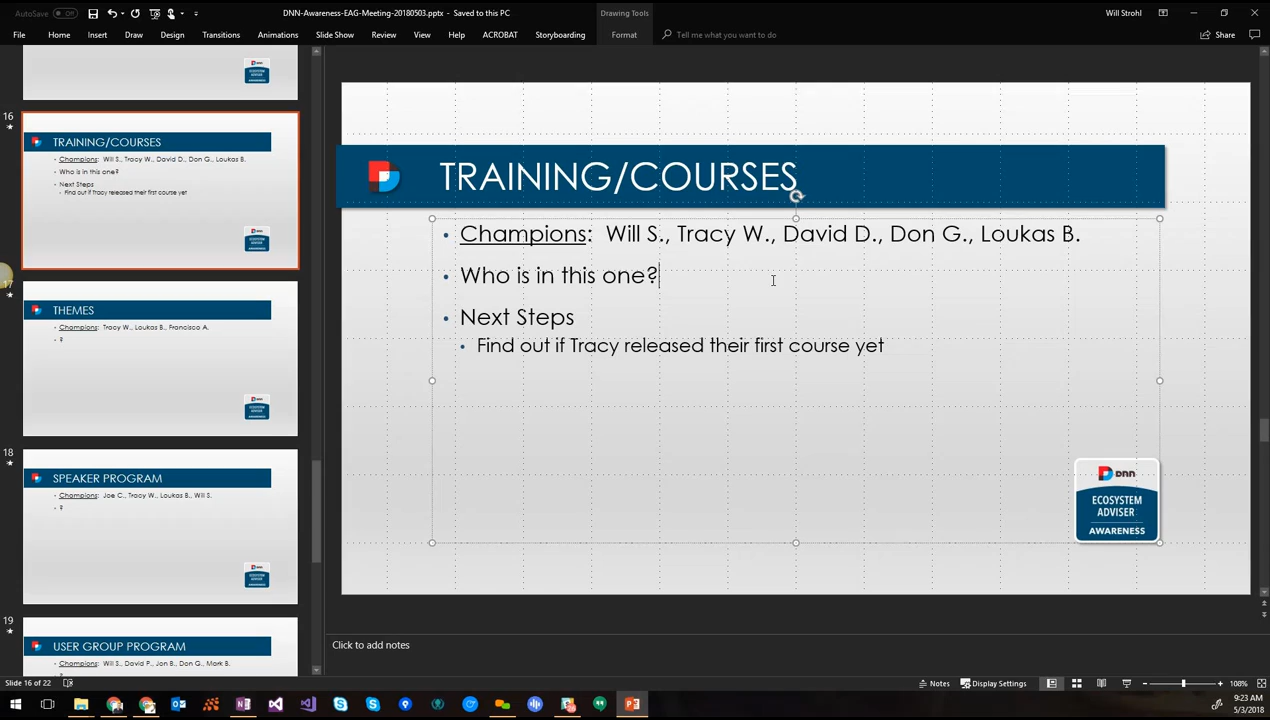 AutoSave Off
DNN-Awareness-EAG-Meeting-20180503.pptx - Saved to this PC
Drawing Tools
Will Strohl
File Home Insert Draw Design Transitions Animations Slide Show Review View Help ACROBAT Storyboarding Format Tell me what you want to do Share
16
TRAINING/COURSES
• Champions: Will S., Tracy W., David D., Don G., Loukas B.
• Who is in this one?
• Next Steps
• Find out if Tracy released their first course yet
17
THEMES
• Champions: Tracy W., Loukas B., Francisco A.
• ?
18
SPEAKER PROGRAM
• Champions: Joe C., Tracy W., Loukas B., Will S.
• ?
19
USER GROUP PROGRAM
• Champions: Will S., David P., Jon B., Don G., Mark B.
TRAINING/COURSES
• Champions: Will S., Tracy W., David D., Don G., Loukas B.
• Who is in this one?
• Next Steps
• Find out if Tracy released their first course yet
dnn
ECOSYSTEM
ADVISER
AWARENESS
Click to add notes
Slide 16 of 22
Notes Display Settings 108%
9:23 AM
5/3/2018